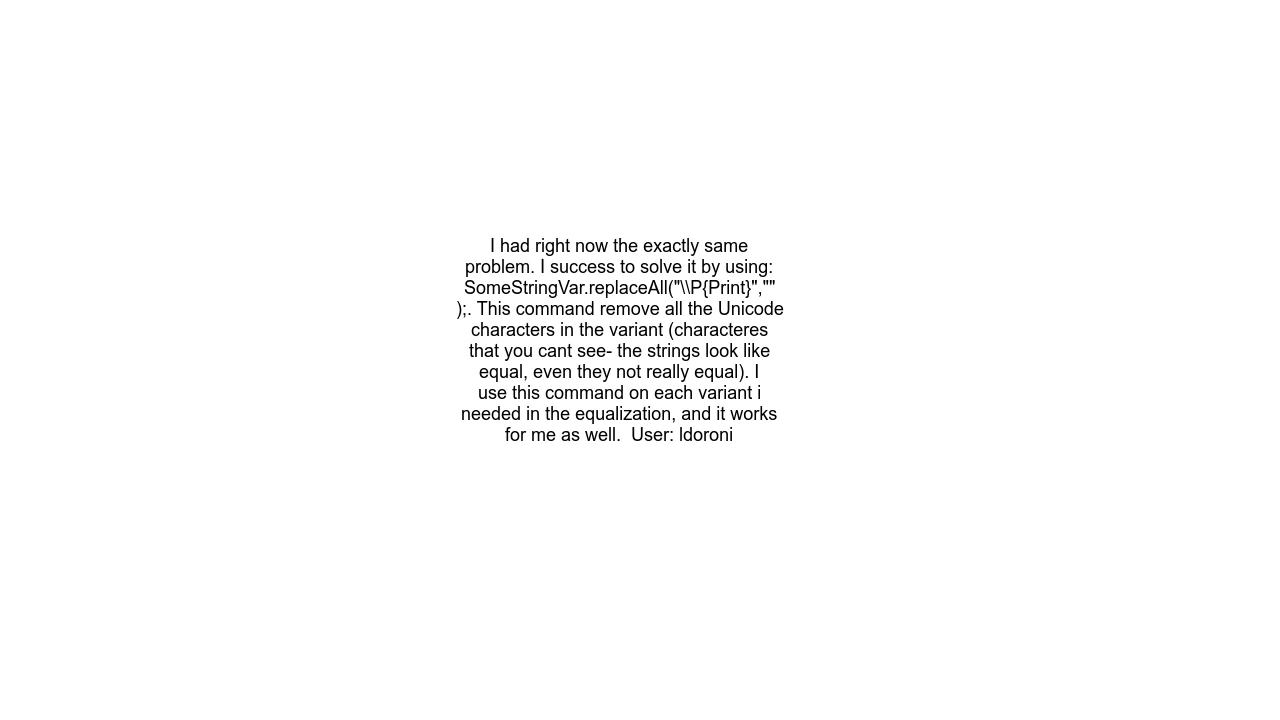 I had right now the exactly same
problem. I success to solve it by using:
SomeStringVar.replaceAll("\\P{Print}",""
);. This command remove all the Unicode
characters in the variant (characteres
that you cant see- the strings look like
equal, even they not really equal). I
use this command on each variant i
needed in the equalization, and it works
for me as well.  User: ldoroni